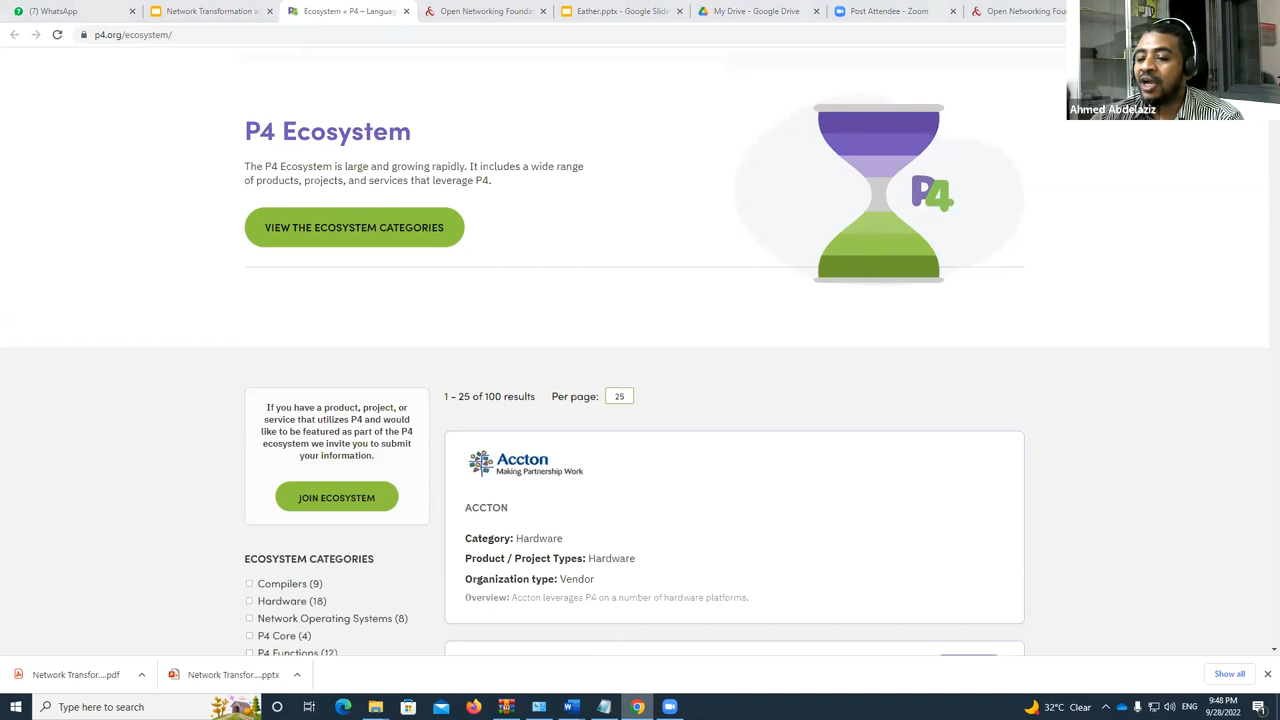 (7) WhatsApp
Network Transformation a
Ecosystem « P4 – Languag
Open Networking Founda
Eather.pptx - Google Slide
My Drive - Google Drive
Post Attendee - Zoom
Open Networking Fou
p4.org/ecosystem/
Ahmed Abdelaziz
P4 Ecosystem
The P4 Ecosystem is large and growing rapidly. It includes a wide range
of products, projects, and services that leverage P4.
VIEW THE ECOSYSTEM CATEGORIES
P4
If you have a product, project, or
service that utilizes P4 and would
like to be featured as part of the P4
ecosystem we invite you to submit
your information.
JOIN ECOSYSTEM
ECOSYSTEM CATEGORIES
Compilers (9)
Hardware (18)
Network Operating Systems (8)
P4 Core (4)
P4 Functions (12)
1 - 25 of 100 results Per page: 25
Accton
Making Partnership Work
ACCTON
Category: Hardware
Product / Project Types: Hardware
Organization type: Vendor
Overview: Accton leverages P4 on a number of hardware platforms.
Network Transfor....pdf
Network Transfor....pptx
Show all
Type here to search
32°C Clear
ENG
9:48 PM
9/28/2022